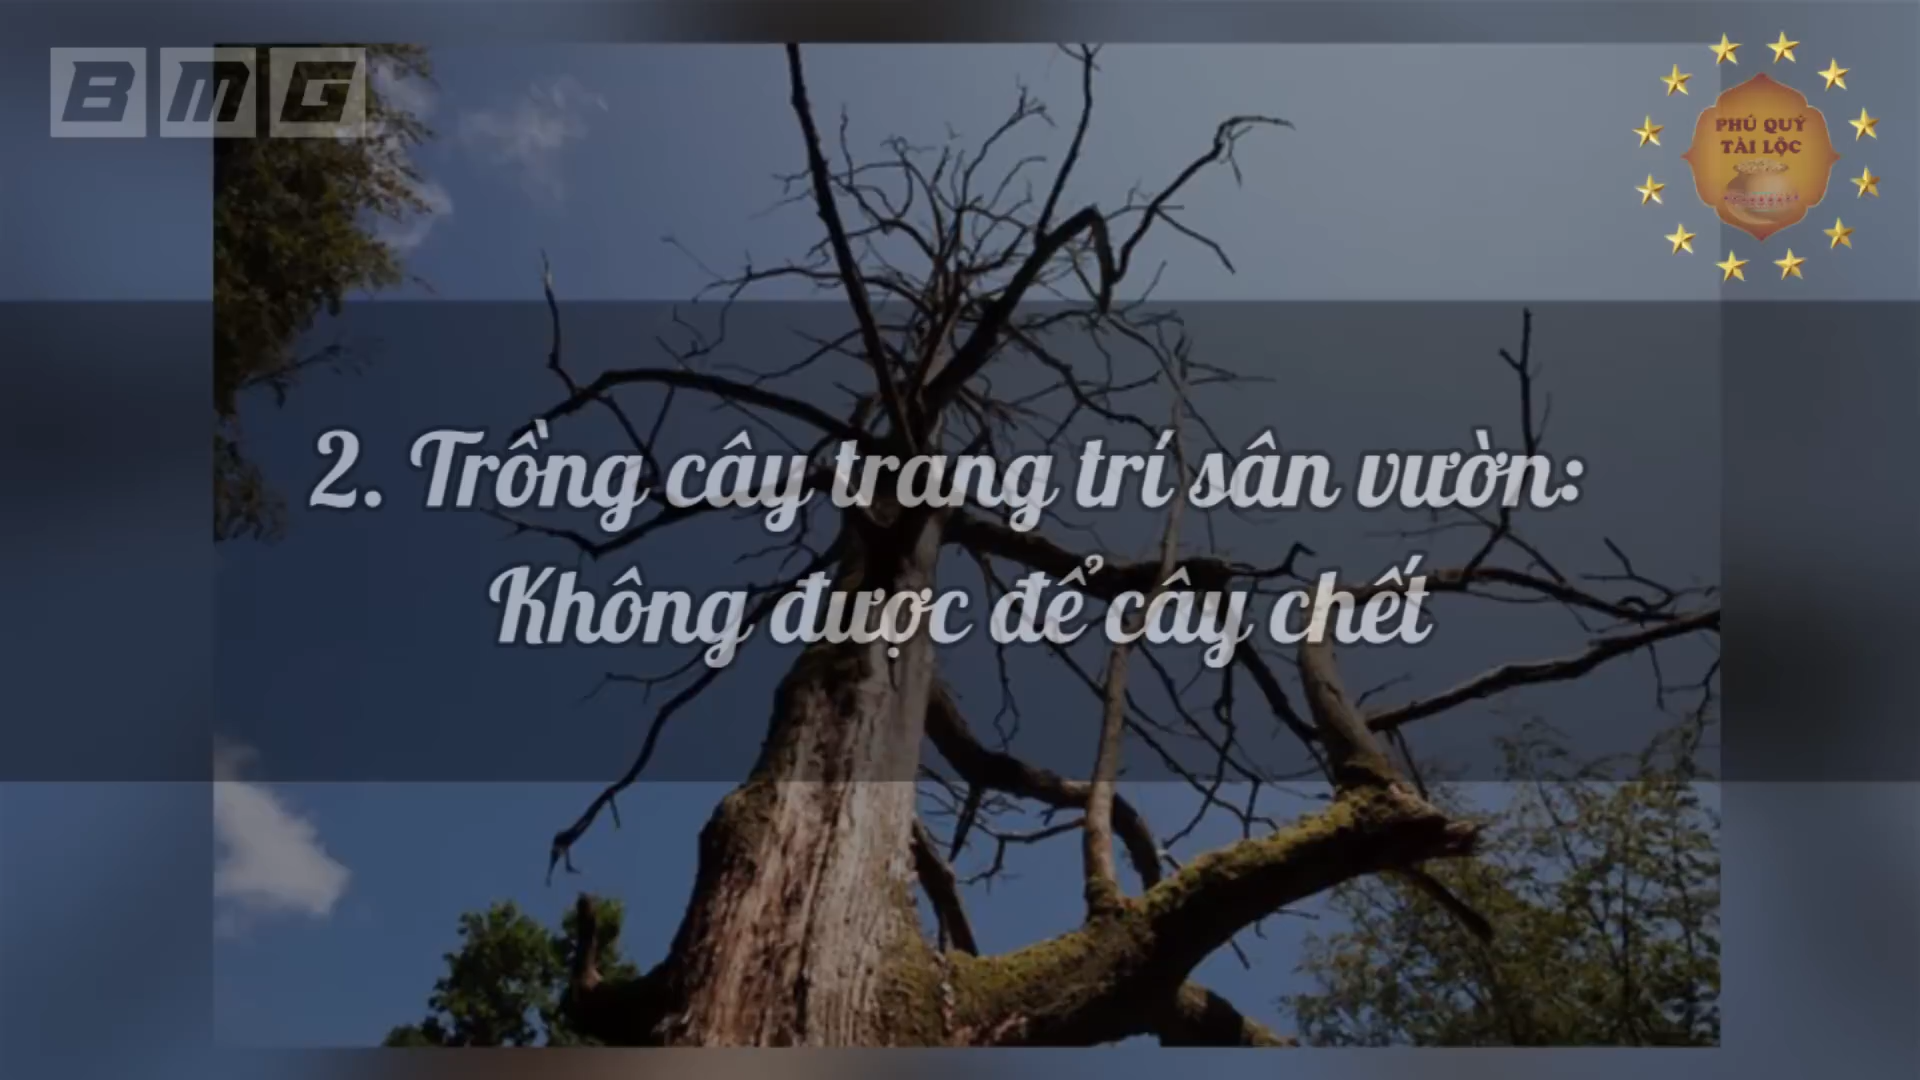 BMG
PHÚ QUÝ
TÀI LỘC
2. Trồng cây trang trí sân vườn:
Không được để cây chết